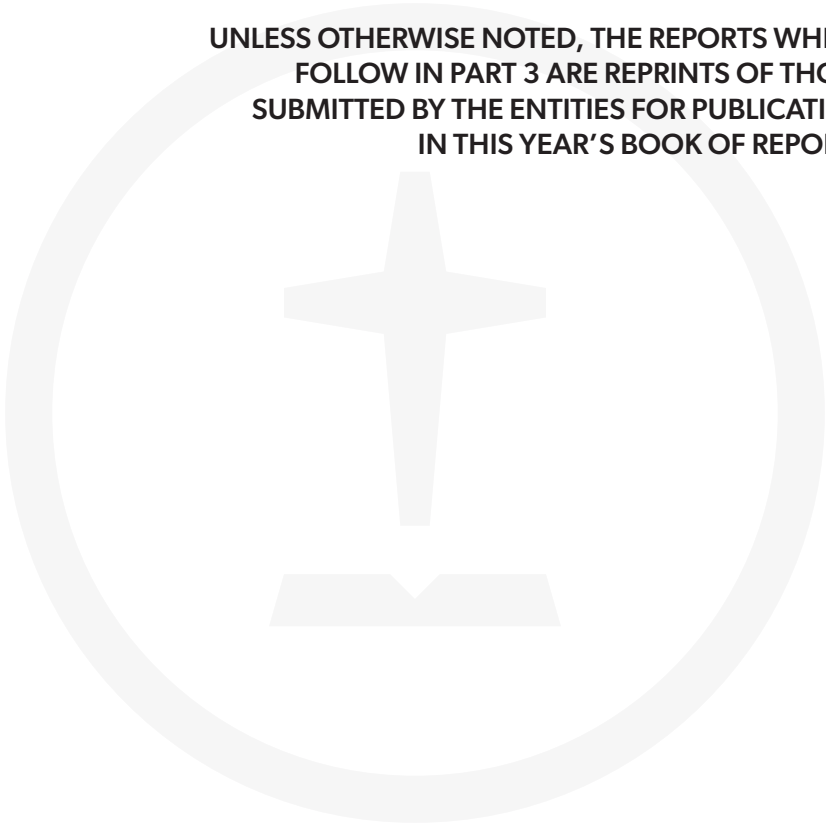 UNLESS OTHERWISE NOTED, THE REPORTS
FOLLOW IN PART 3 ARE REPRINTS OF
SUBMITTED BY THE ENTITIES FOR
IN THIS YEAR'S BOOK OF